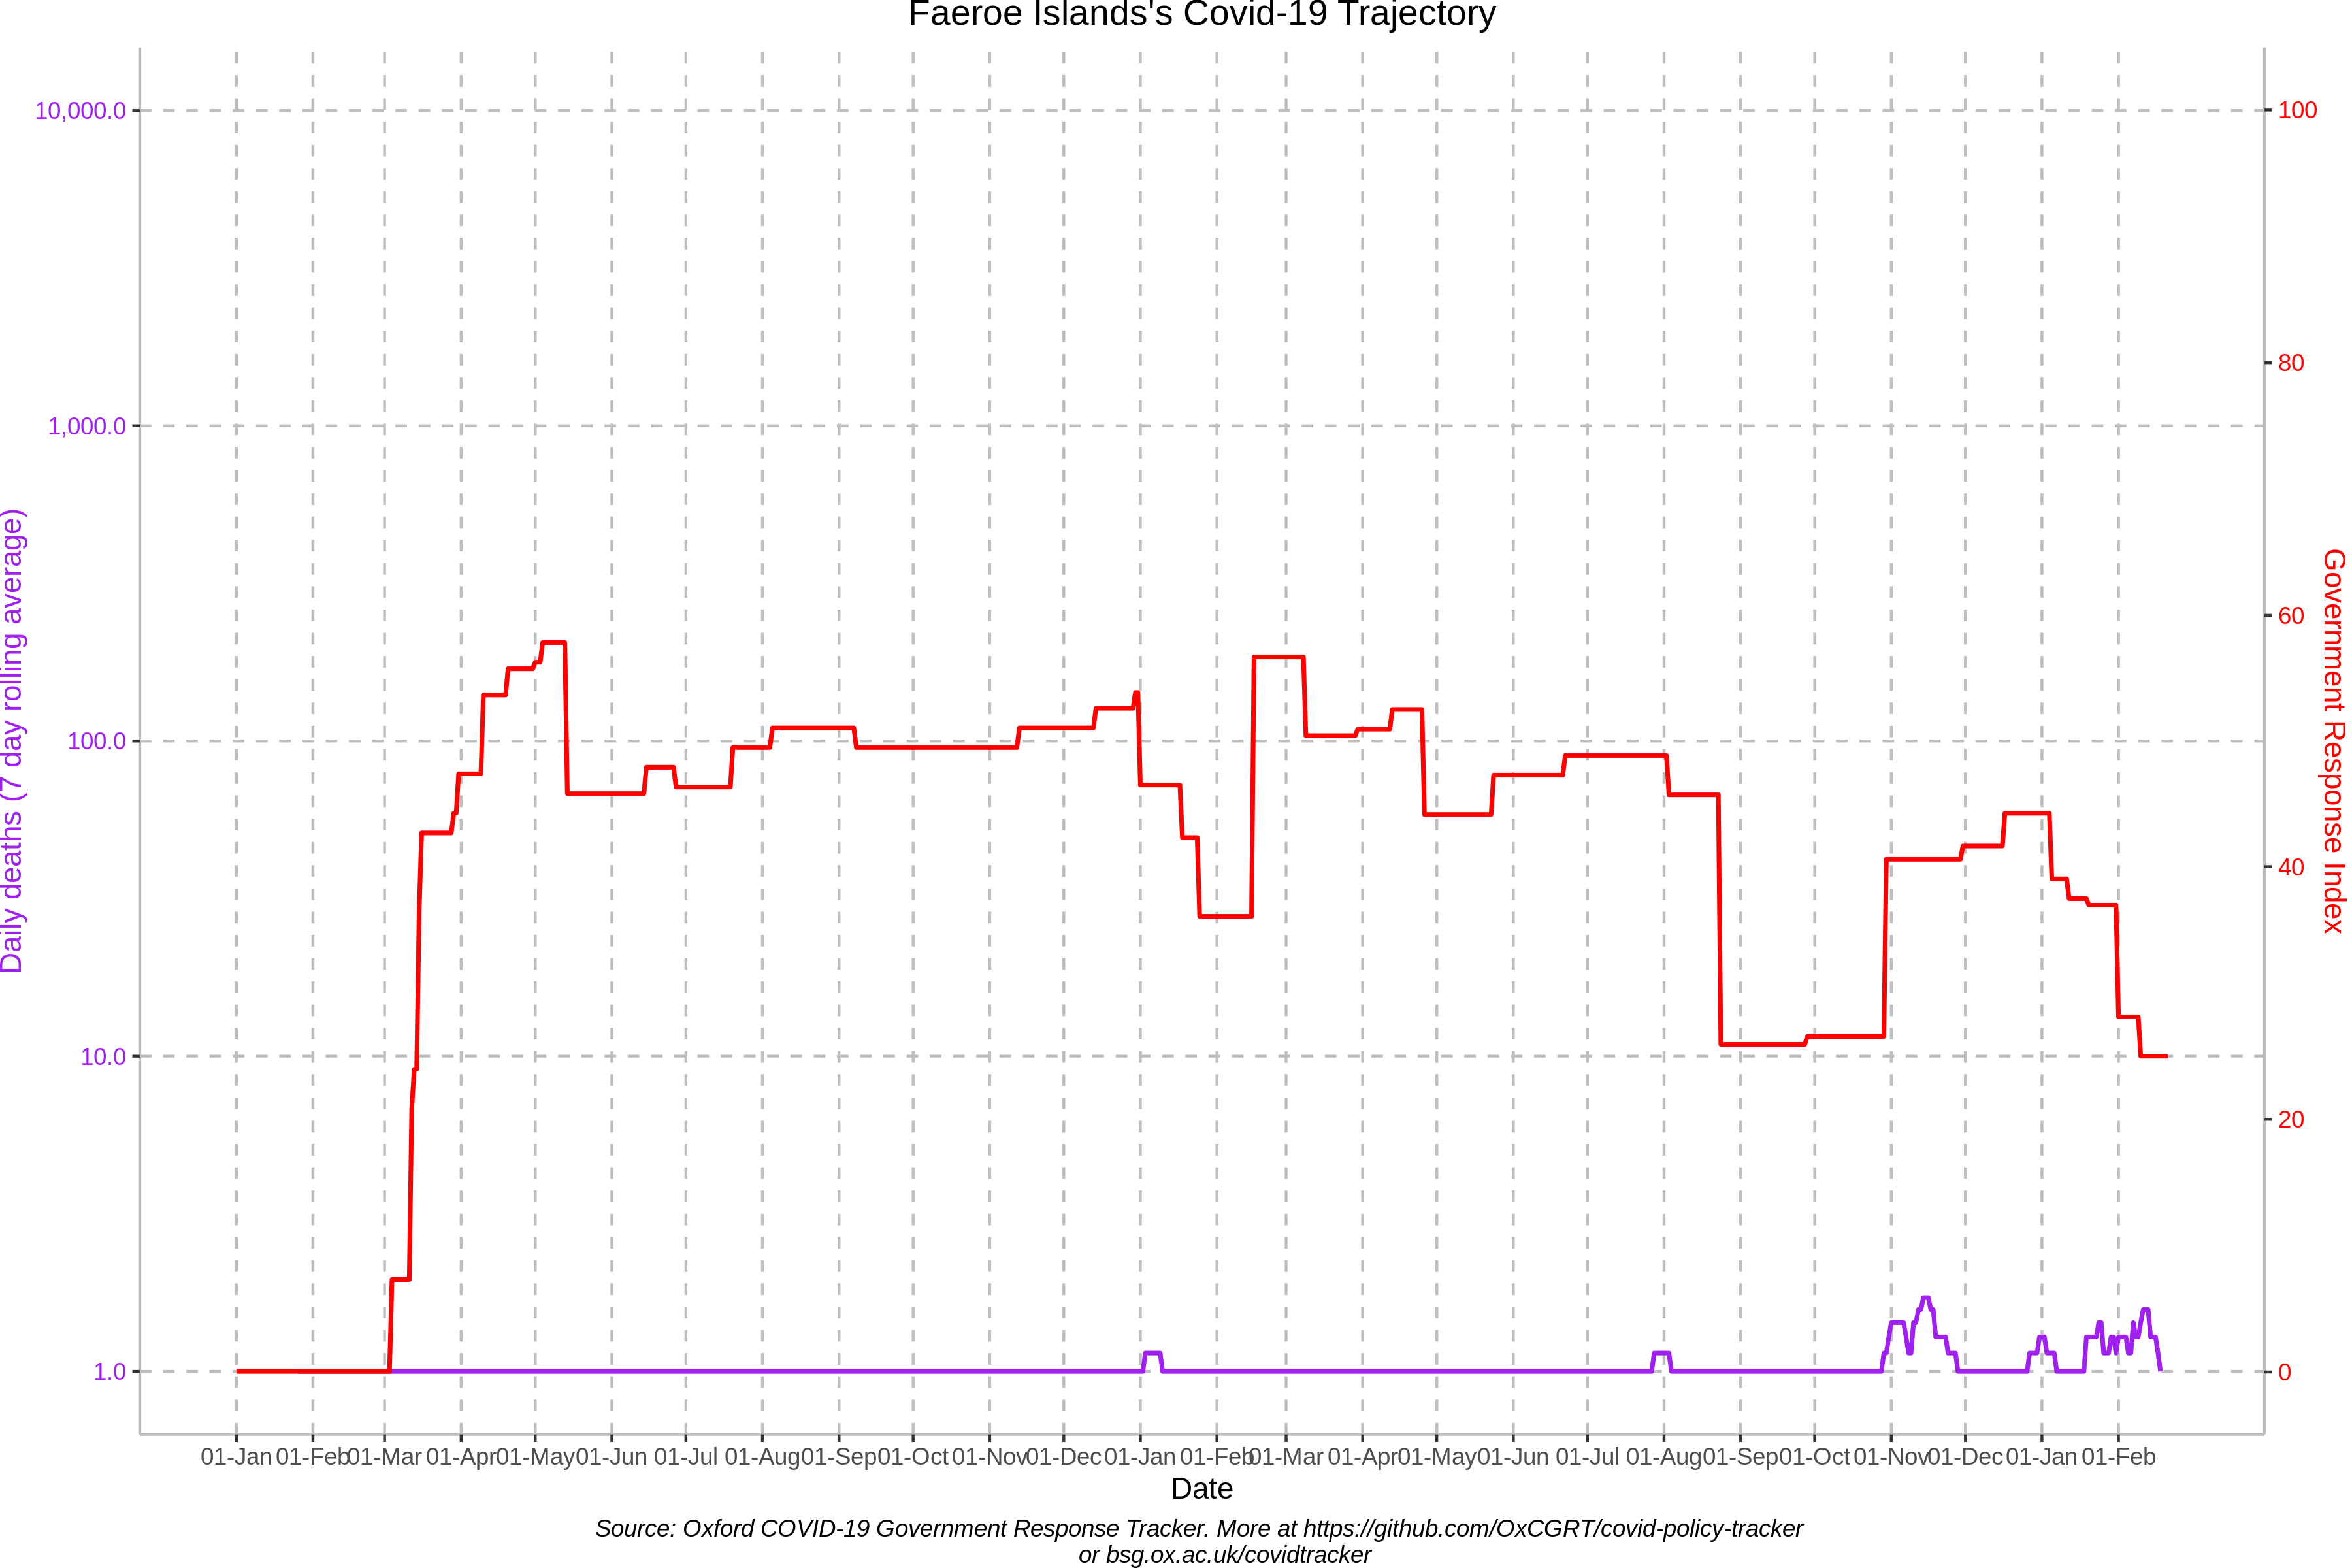 Faeroe Islands's Covid-19 Trajectory
10,000.0
1,000.0
100.0
10.0
1.0
Daily deaths (7 day rolling average)
100
80
60
40
20
0
Government Response Index
01-Jan 01-Feb 01-Mar 01-Apr 01-May 01-Jun 01-Jul 01-Aug 01-Sep 01-Oct 01-Nov 01-Dec 01-Jan 01-Feb 01-Mar 01-Apr 01-May 01-Jun 01-Jul 01-Aug 01-Sep 01-Oct 01-Nov 01-Dec 01-Jan 01-Feb
Date
Source: Oxford COVID-19 Government Response Tracker. More at https://github.com/OxCGRT/covid-policy-tracker
or bsg.ox.ac.uk/covidtracker